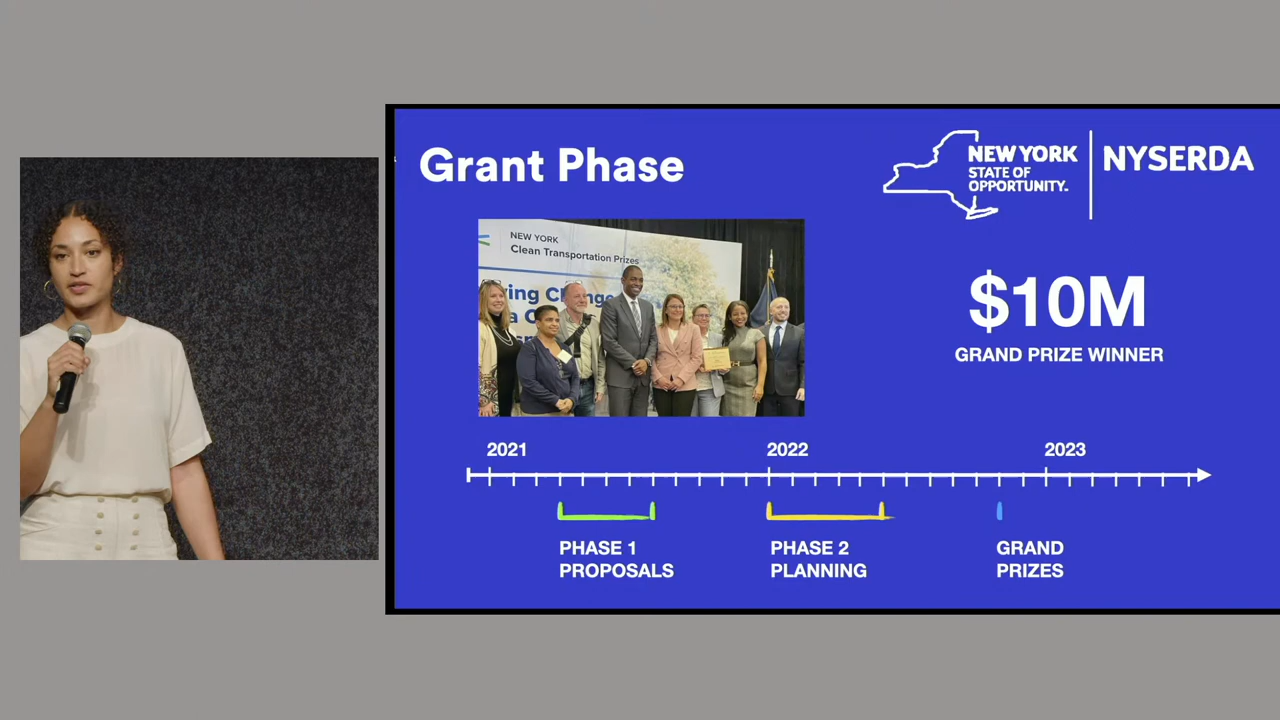 Grant Phase
NEW YORK
STATE OF
OPPORTUNITY.
NYSERDA
NEW YORK
Clean Transportation Prizes
$10M
GRAND PRIZE WINNER
2021
2022
2023
PHASE 1
PROPOSALS
PHASE 2
PLANNING
GRAND
PRIZES